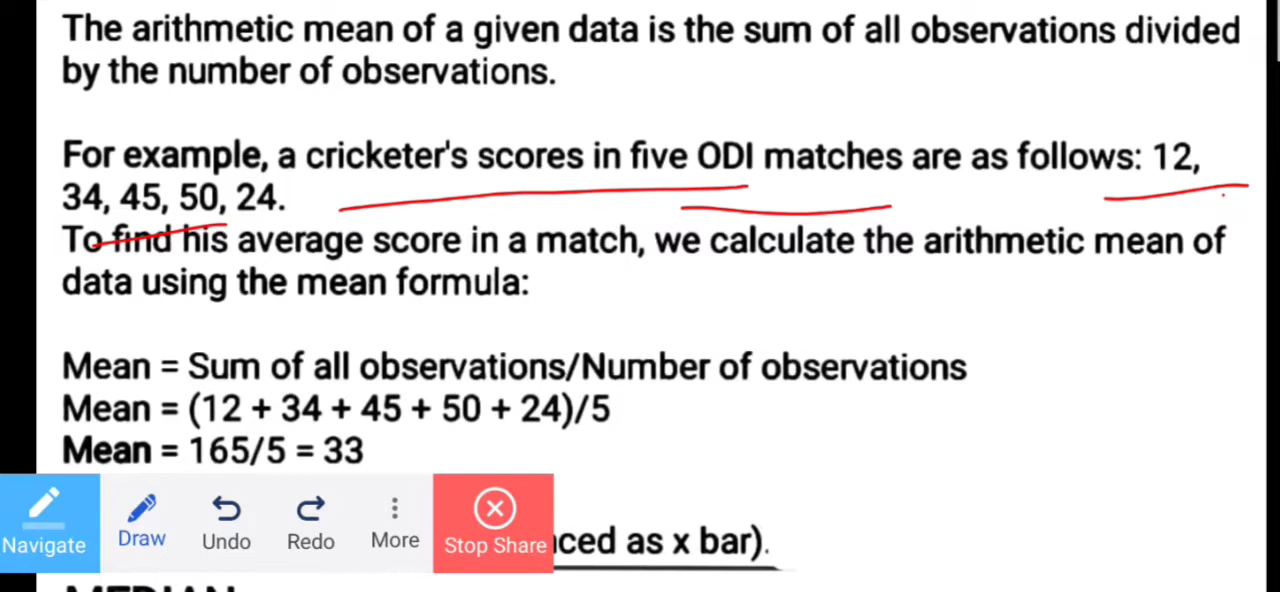 The arithmetic mean of a given data is the sum of all observations divided
by the number of observations.
For example, a cricketer's scores in five ODI matches are as follows: 12,
34, 45, 50, 24.
To find his average score in a match, we calculate the arithmetic mean of
data using the mean formula:
Mean = Sum of all observations/Number of observations
Mean = (12 + 34 + 45 + 50 + 24)/5
Mean = 165/5 = 33
Navigate Draw Undo Redo More Stop Share
as x bar).
MEDIAN